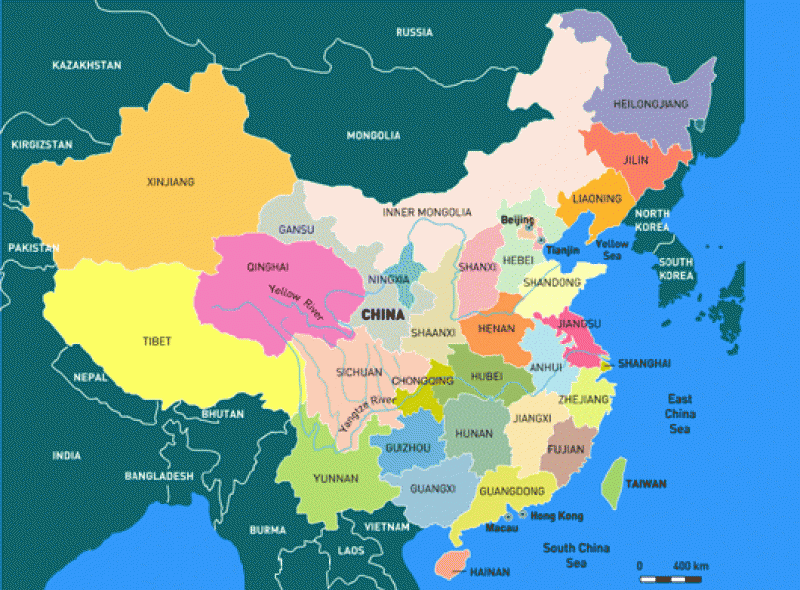 RUSSIA
KAZAKHSTAN
HEILONGJIANG
MONGOLIA
KIRGIZSTAN
JILIN
XINJIANG
LIAONING
INNER MONGOLIA
GANSU
Beijing
NORTH
KOREA
Tianjin
Yellow
Sea
PAKISTAN
HEBEI
SOUTH
KOREA
QINGHAI
NINGXIA
SHANXI
SHANDONG
Yellow River
CHINA
HENAN
JIANGSU
SHAANXI
TIBET
SHANGHAI
ANHUI
SICHUAN
CHONGQING
HUBEI
NEPAL
ZHEJIANG
East
China
Sea
Yangtze River
BHUTAN
JIANGXI
HUNAN
GUIZHOU
FUJIAN
INDIA
BANGLADESH
YUNNAN
GUANGXI
GUANGDONG
TAIWAN
Hong Kong
Macau
BURMA
VIETNAM
LAOS
South China
Sea
HAINAN
0 400 km